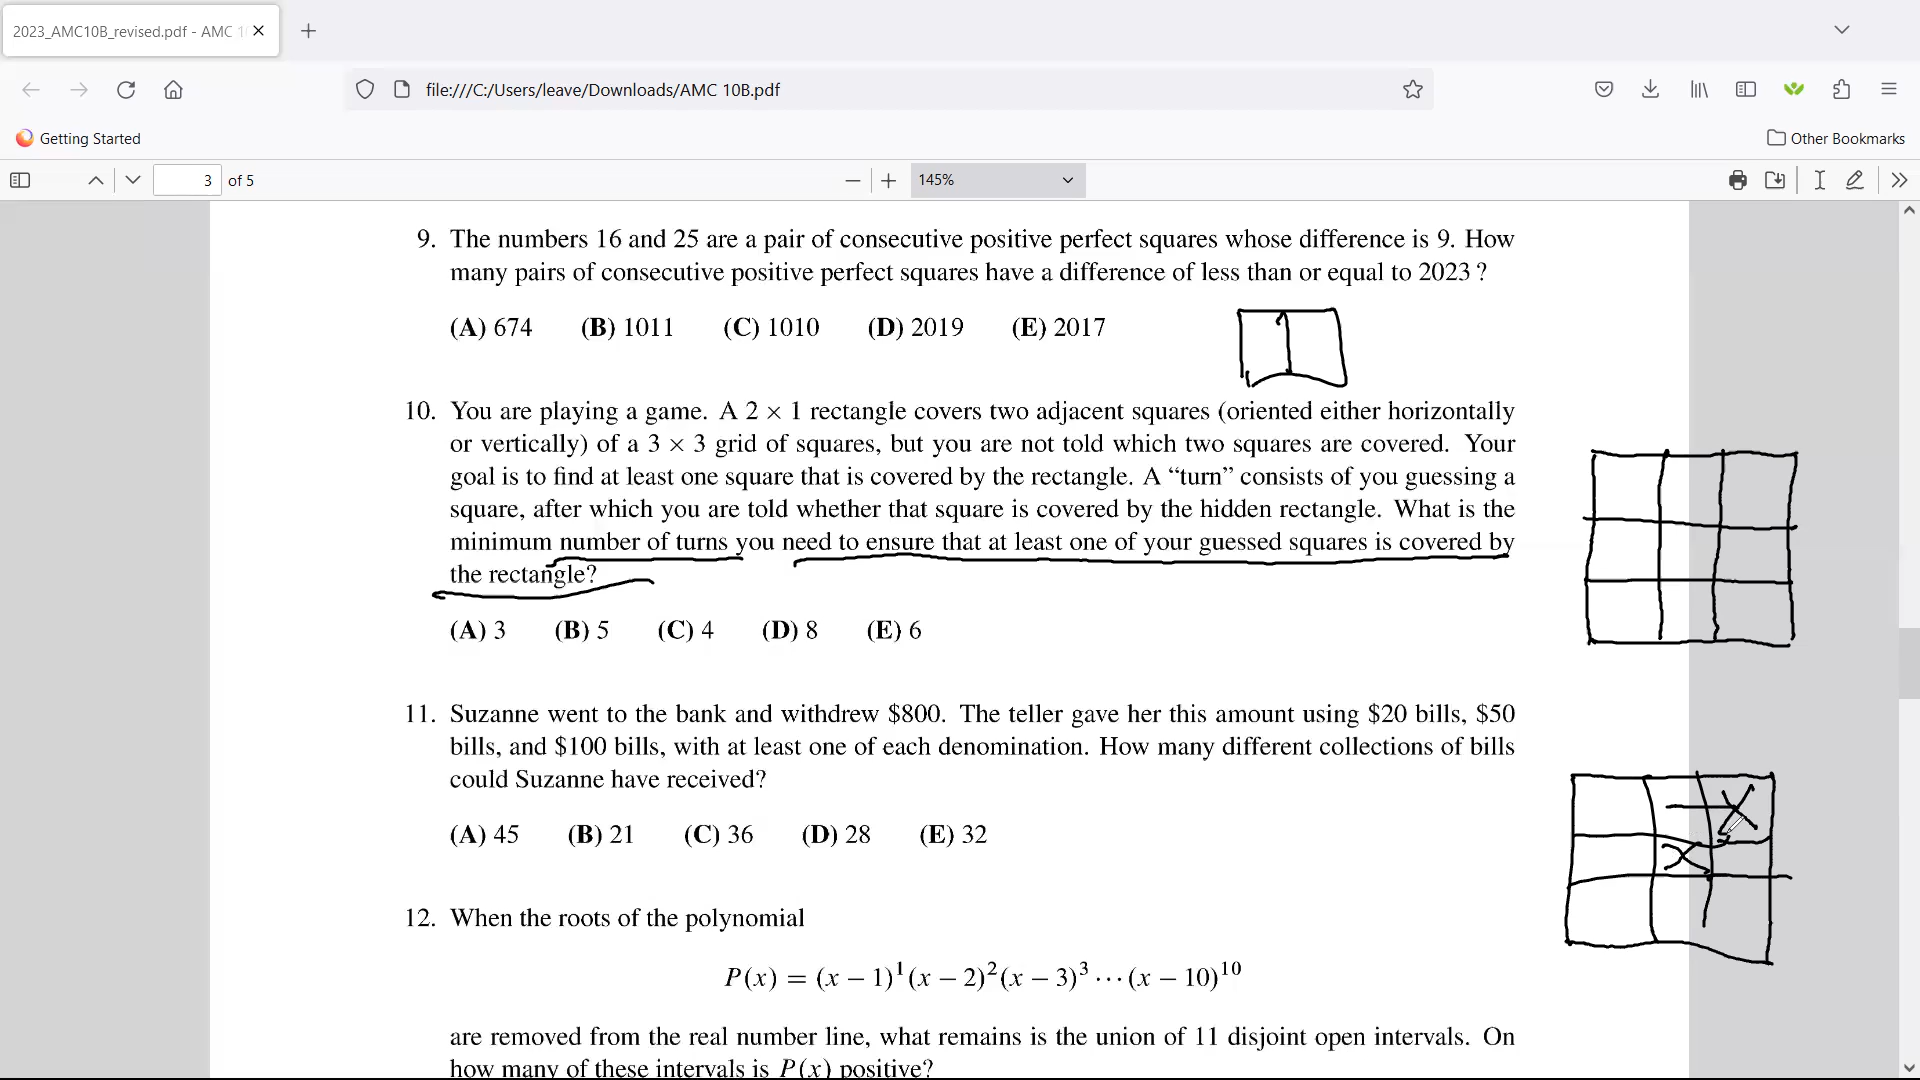 2023_AMC10B_revised.pdf - AMC 1
file:///C:/Users/leave/Downloads/AMC 10B.pdf
Getting Started
Other Bookmarks
3 of 5
145%
9. The numbers 16 and 25 are a pair of consecutive positive perfect squares whose difference is 9. How
many pairs of consecutive positive perfect squares have a difference of less than or equal to 2023?
(A) 674 (B) 1011 (C) 1010 (D) 2019 (E) 2017
10. You are playing a game. A 2 × 1 rectangle covers two adjacent squares (oriented either horizontally
or vertically) of a 3 × 3 grid of squares, but you are not told which two squares are covered. Your
goal is to find at least one square that is covered by the rectangle. A “turn” consists of you guessing a
square, after which you are told whether that square is covered by the hidden rectangle. What is the
minimum number of turns you need to ensure that at least one of your guessed squares is covered by
the rectangle?
(A) 3 (B) 5 (C) 4 (D) 8 (E) 6
11. Suzanne went to the bank and withdrew $800. The teller gave her this amount using $20 bills, $50
bills, and $100 bills, with at least one of each denomination. How many different collections of bills
could Suzanne have received?
(A) 45 (B) 21 (C) 36 (D) 28 (E) 32
12. When the roots of the polynomial
P(x) = (x − 1)¹(x − 2)²(x − 3)³ ··· (x − 10)¹⁰
are removed from the real number line, what remains is the union of 11 disjoint open intervals. On
how many of these intervals is P(x) positive?